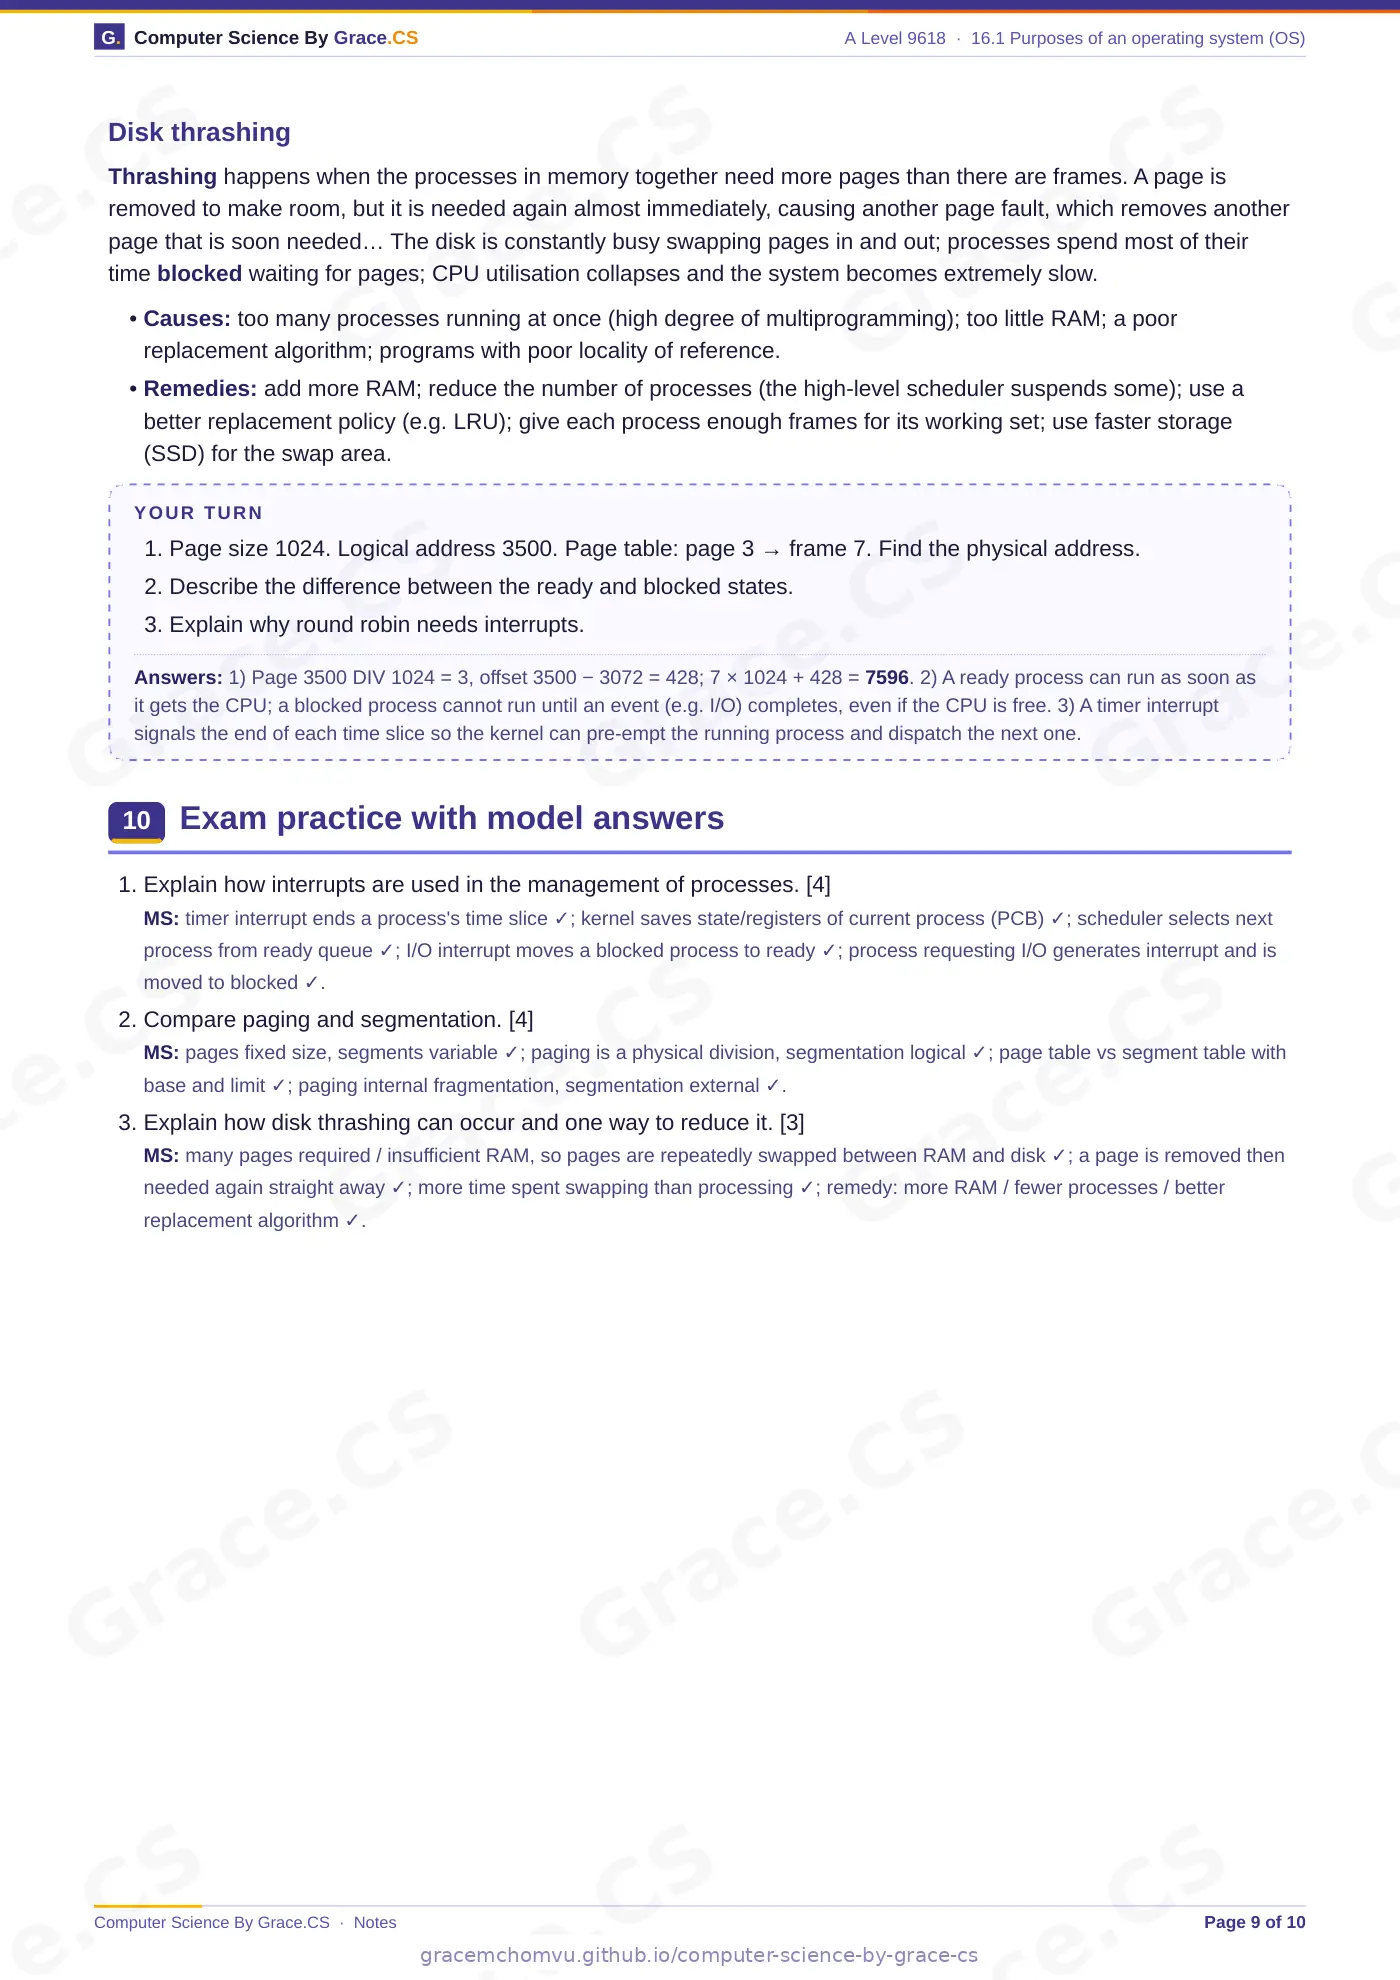 G. Computer Science By Grace.CS
A Level 9618 · 16.1 Purposes of an operating system (OS)
Disk thrashing
Thrashing happens when the processes in memory together need more pages than there are frames. A page is
removed to make room, but it is needed again almost immediately, causing another page fault, which removes another
page that is soon needed… The disk is constantly busy swapping pages in and out; processes spend most of their
time blocked waiting for pages; CPU utilisation collapses and the system becomes extremely slow.
• Causes: too many processes running at once (high degree of multiprogramming); too little RAM; a poor
replacement algorithm; programs with poor locality of reference.
• Remedies: add more RAM; reduce the number of processes (the high-level scheduler suspends some); use a
better replacement policy (e.g. LRU); give each process enough frames for its working set; use faster storage
(SSD) for the swap area.
YOUR TURN
1. Page size 1024. Logical address 3500. Page table: page 3 → frame 7. Find the physical address.
2. Describe the difference between the ready and blocked states.
3. Explain why round robin needs interrupts.
Answers: 1) Page 3500 DIV 1024 = 3, offset 3500 − 3072 = 428; 7 × 1024 + 428 = 7596. 2) A ready process can run as soon as
it gets the CPU; a blocked process cannot run until an event (e.g. I/O) completes, even if the CPU is free. 3) A timer interrupt
signals the end of each time slice so the kernel can pre-empt the running process and dispatch the next one.
10 Exam practice with model answers
1. Explain how interrupts are used in the management of processes. [4]
MS: timer interrupt ends a process's time slice ✓; kernel saves state/registers of current process (PCB) ✓; scheduler selects next
process from ready queue ✓; I/O interrupt moves a blocked process to ready ✓; process requesting I/O generates interrupt and is
moved to blocked ✓.
2. Compare paging and segmentation. [4]
MS: pages fixed size, segments variable ✓; paging is a physical division, segmentation logical ✓; page table vs segment table with
base and limit ✓; paging internal fragmentation, segmentation external ✓.
3. Explain how disk thrashing can occur and one way to reduce it. [3]
MS: many pages required / insufficient RAM, so pages are repeatedly swapped between RAM and disk ✓; a page is removed then
needed again straight away ✓; more time spent swapping than processing ✓; remedy: more RAM / fewer processes / better
replacement algorithm ✓.
Computer Science By Grace.CS · Notes
Page 9 of 10
gracemchomvu.github.io/computer-science-by-grace-cs